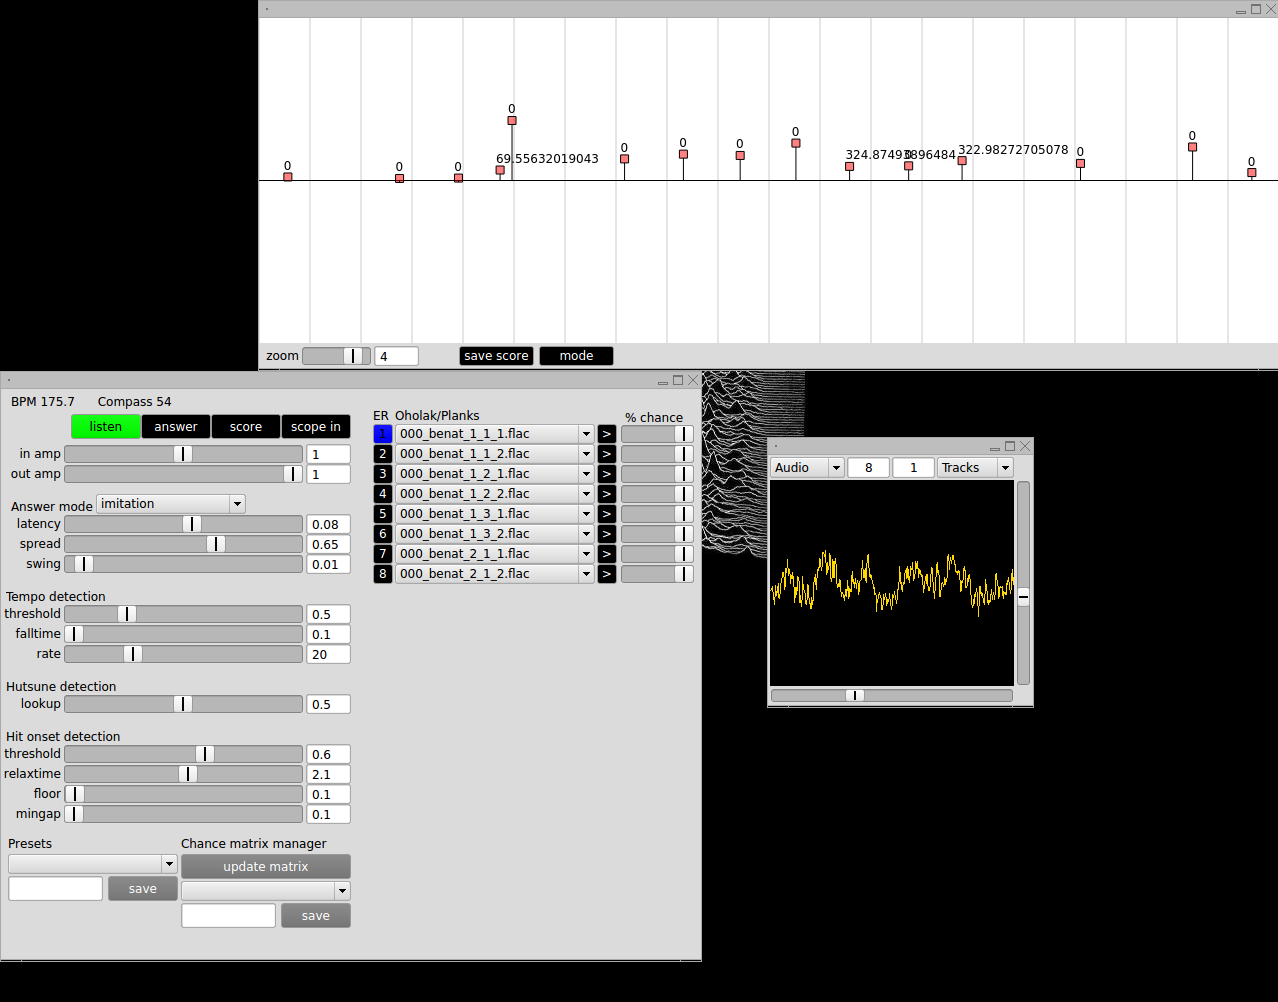 0
0 0 0 0 0 0 0 0 0 0 0
69.55632019043 324.8749 896484 322.98272705078
zoom 4 save score mode
BPM 175.7 Compass 54
listen answer score scope in
in amp 1
out amp 1
Answer mode imitation
latency 0.08
spread 0.65
swing 0.01
Tempo detection
threshold 0.5
falltime 0.1
rate 20
Hutsune detection
lookup 0.5
Hit onset detection
threshold 0.6
relaxtime 2.1
floor 0.1
mingap 0.1
Presets Chance matrix manager
update matrix
save
save
ER Oholak/Planks % chance
1 000_benat_1_1_1.flac >
2 000_benat_1_1_2.flac >
3 000_benat_1_2_1.flac >
4 000_benat_1_2_2.flac >
5 000_benat_1_3_1.flac >
6 000_benat_1_3_2.flac >
7 000_benat_2_1_1.flac >
8 000_benat_2_1_2.flac >
Audio 8 1 Tracks